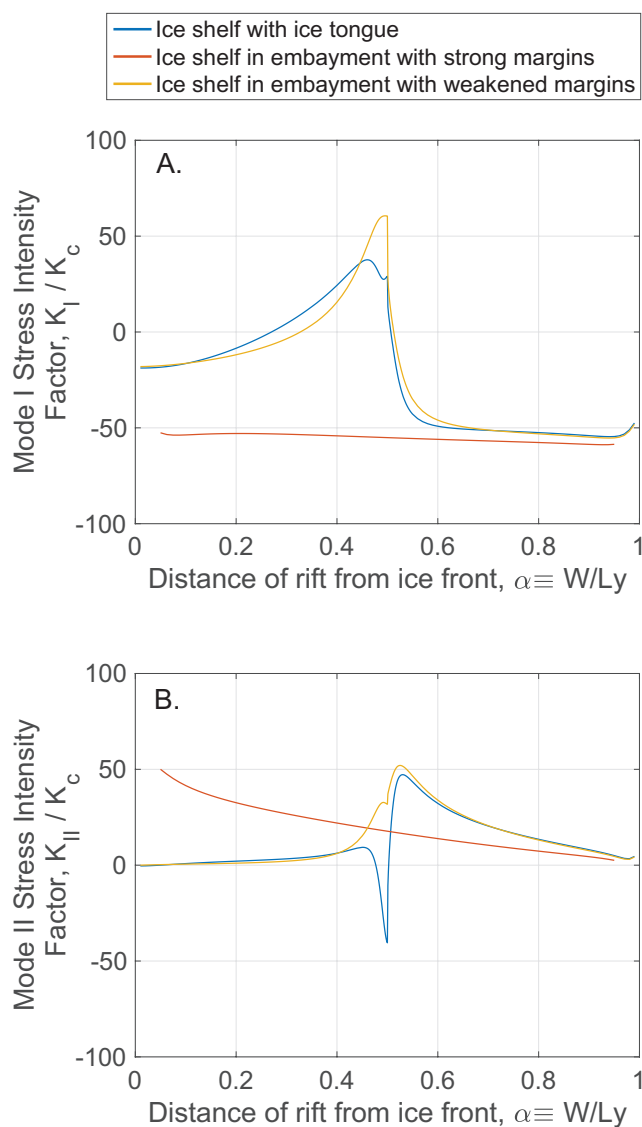 Ice shelf with ice tongue
Ice shelf in embayment with strong margins
Ice shelf in embayment with weakened margins
A.
100
50
0
-50
-100
0
0.2
0.4
0.6
0.8
1
Mode I Stress Intensity
Factor, K_I / K_c
Distance of rift from ice front, α≡ W/Ly
B.
100
50
0
-50
-100
0
0.2
0.4
0.6
0.8
1
Mode II Stress Intensity
Factor, K_II / K_c
Distance of rift from ice front, α≡ W/Ly